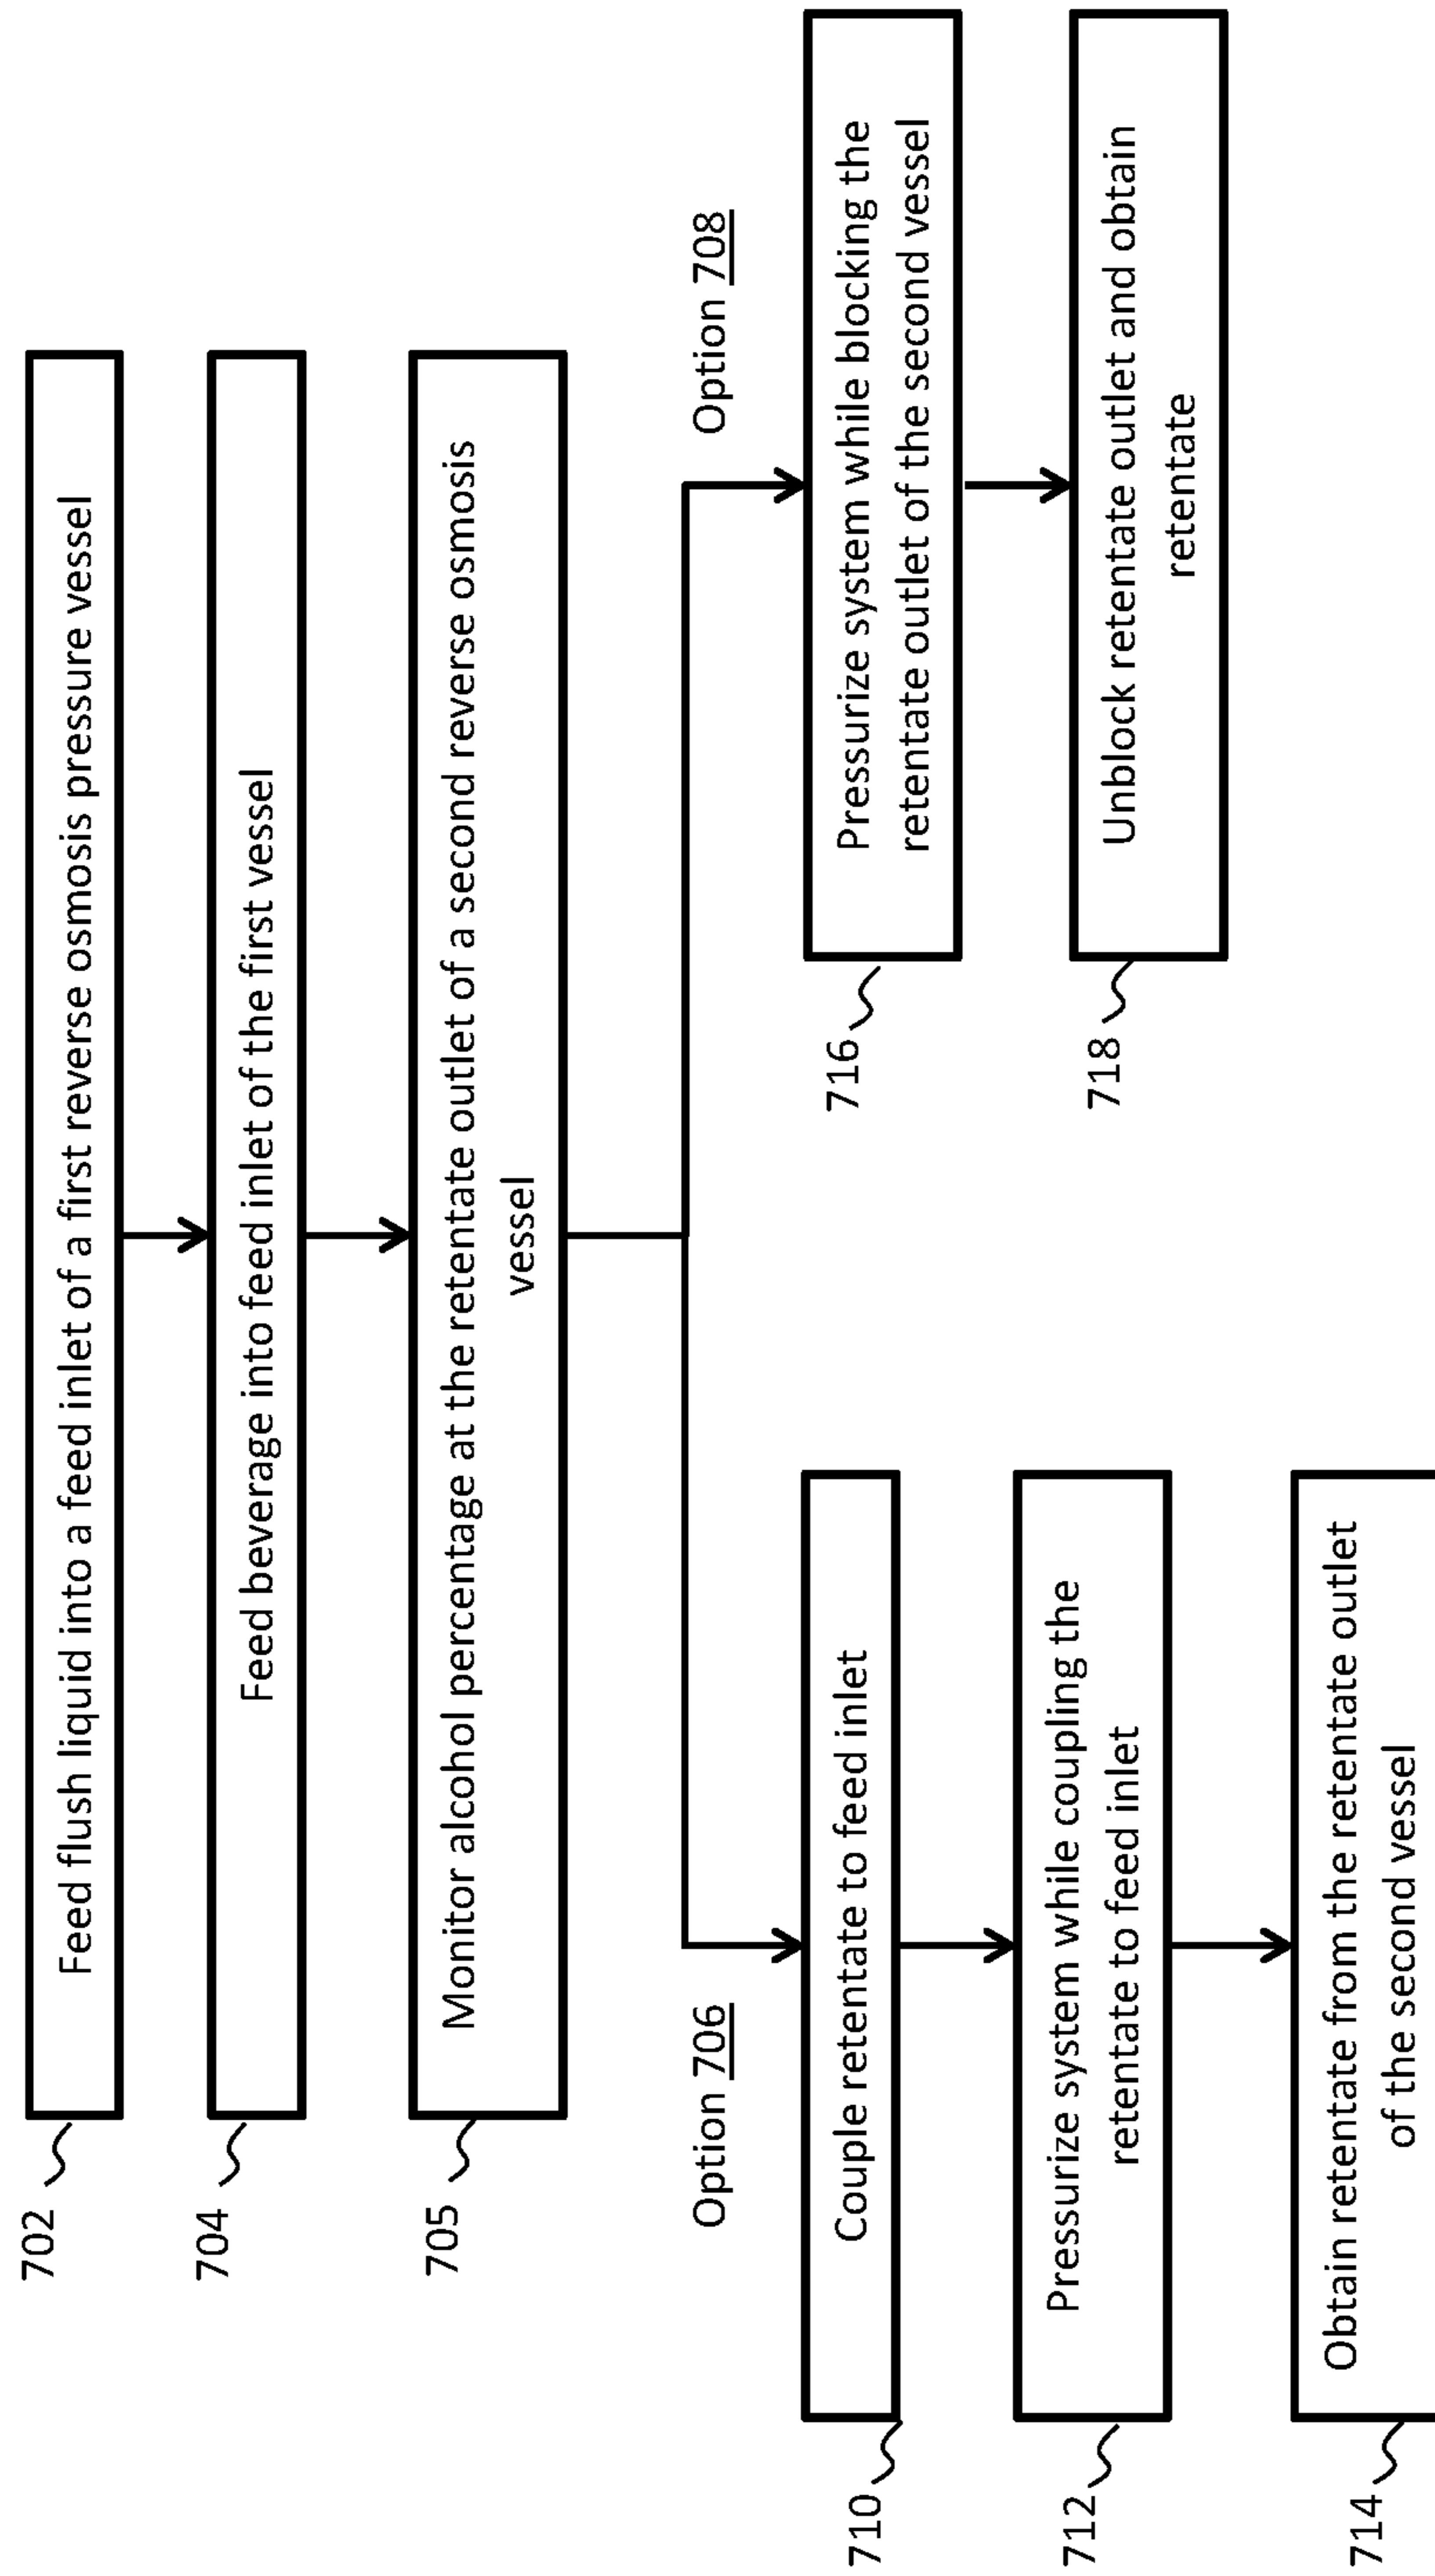 702
Feed flush liquid into a feed inlet of a first reverse osmosis pressure vessel
704
Feed beverage into feed inlet of the first vessel
705
Monitor alcohol percentage at the retentate outlet of a second reverse osmosis
vessel
Option 706
710
Couple retentate to feed inlet
712
Pressurize system while coupling the
retentate to feed inlet
714
Obtain retentate from the retentate outlet
of the second vessel
Option 708
716
Pressurize system while blocking the
retentate outlet of the second vessel
718
Unblock retentate outlet and obtain
retentate